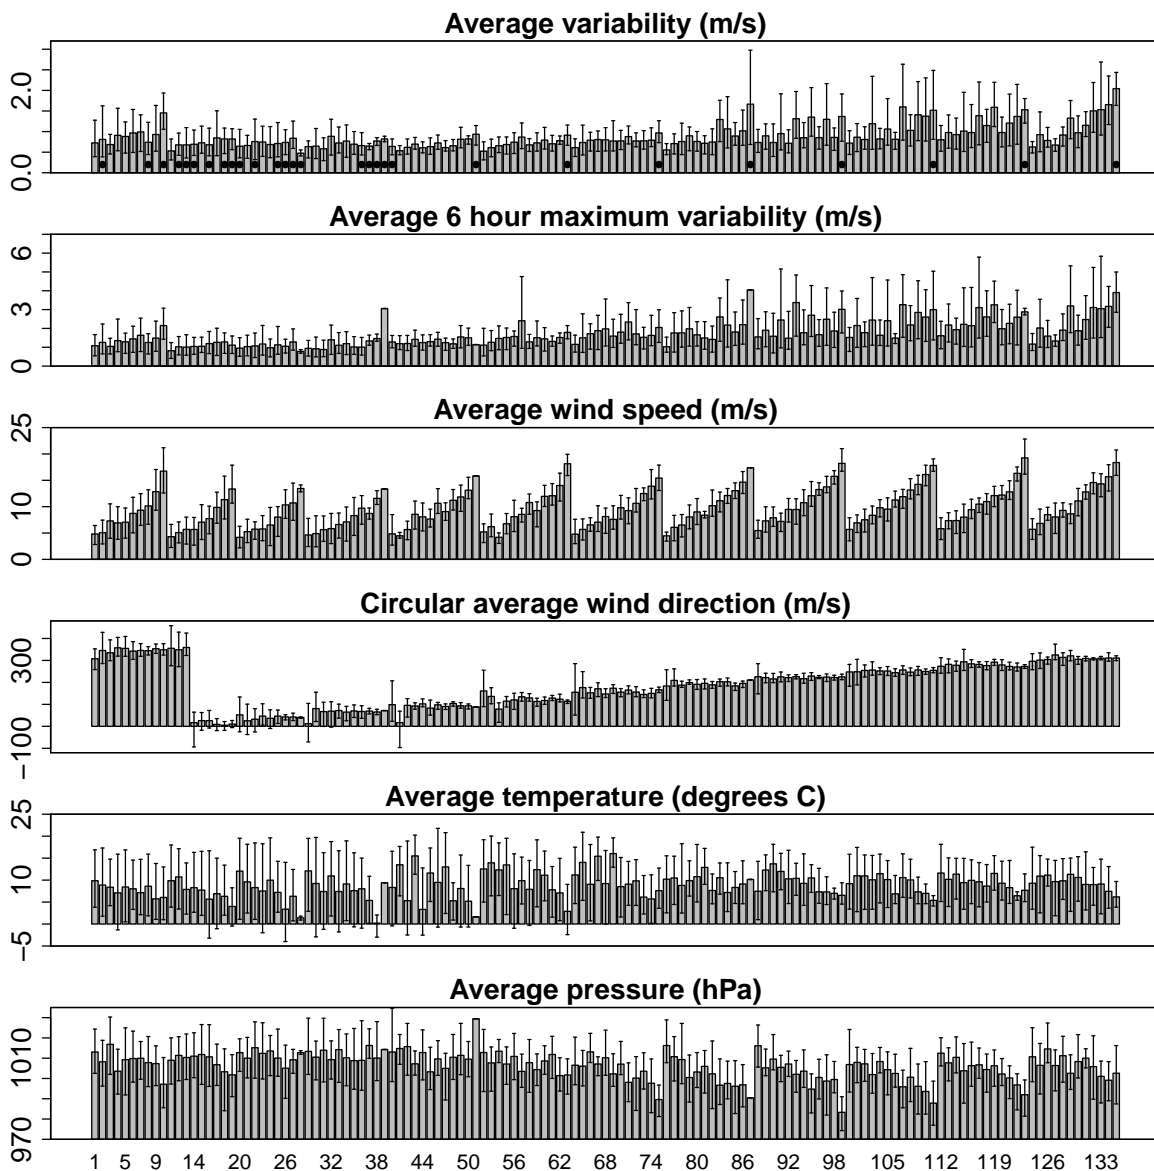 Average variability (m/s)
0.0 2.0
Average 6 hour maximum variability (m/s)
0 3 6
Average wind speed (m/s)
0 10 25
Circular average wind direction (m/s)
−100 300
Average temperature (degrees C)
−5 10 25
Average pressure (hPa)
970 1010
1 5 9 14 20 26 32 38 44 50 56 62 68 74 80 86 92 98 105 112 119 126 133